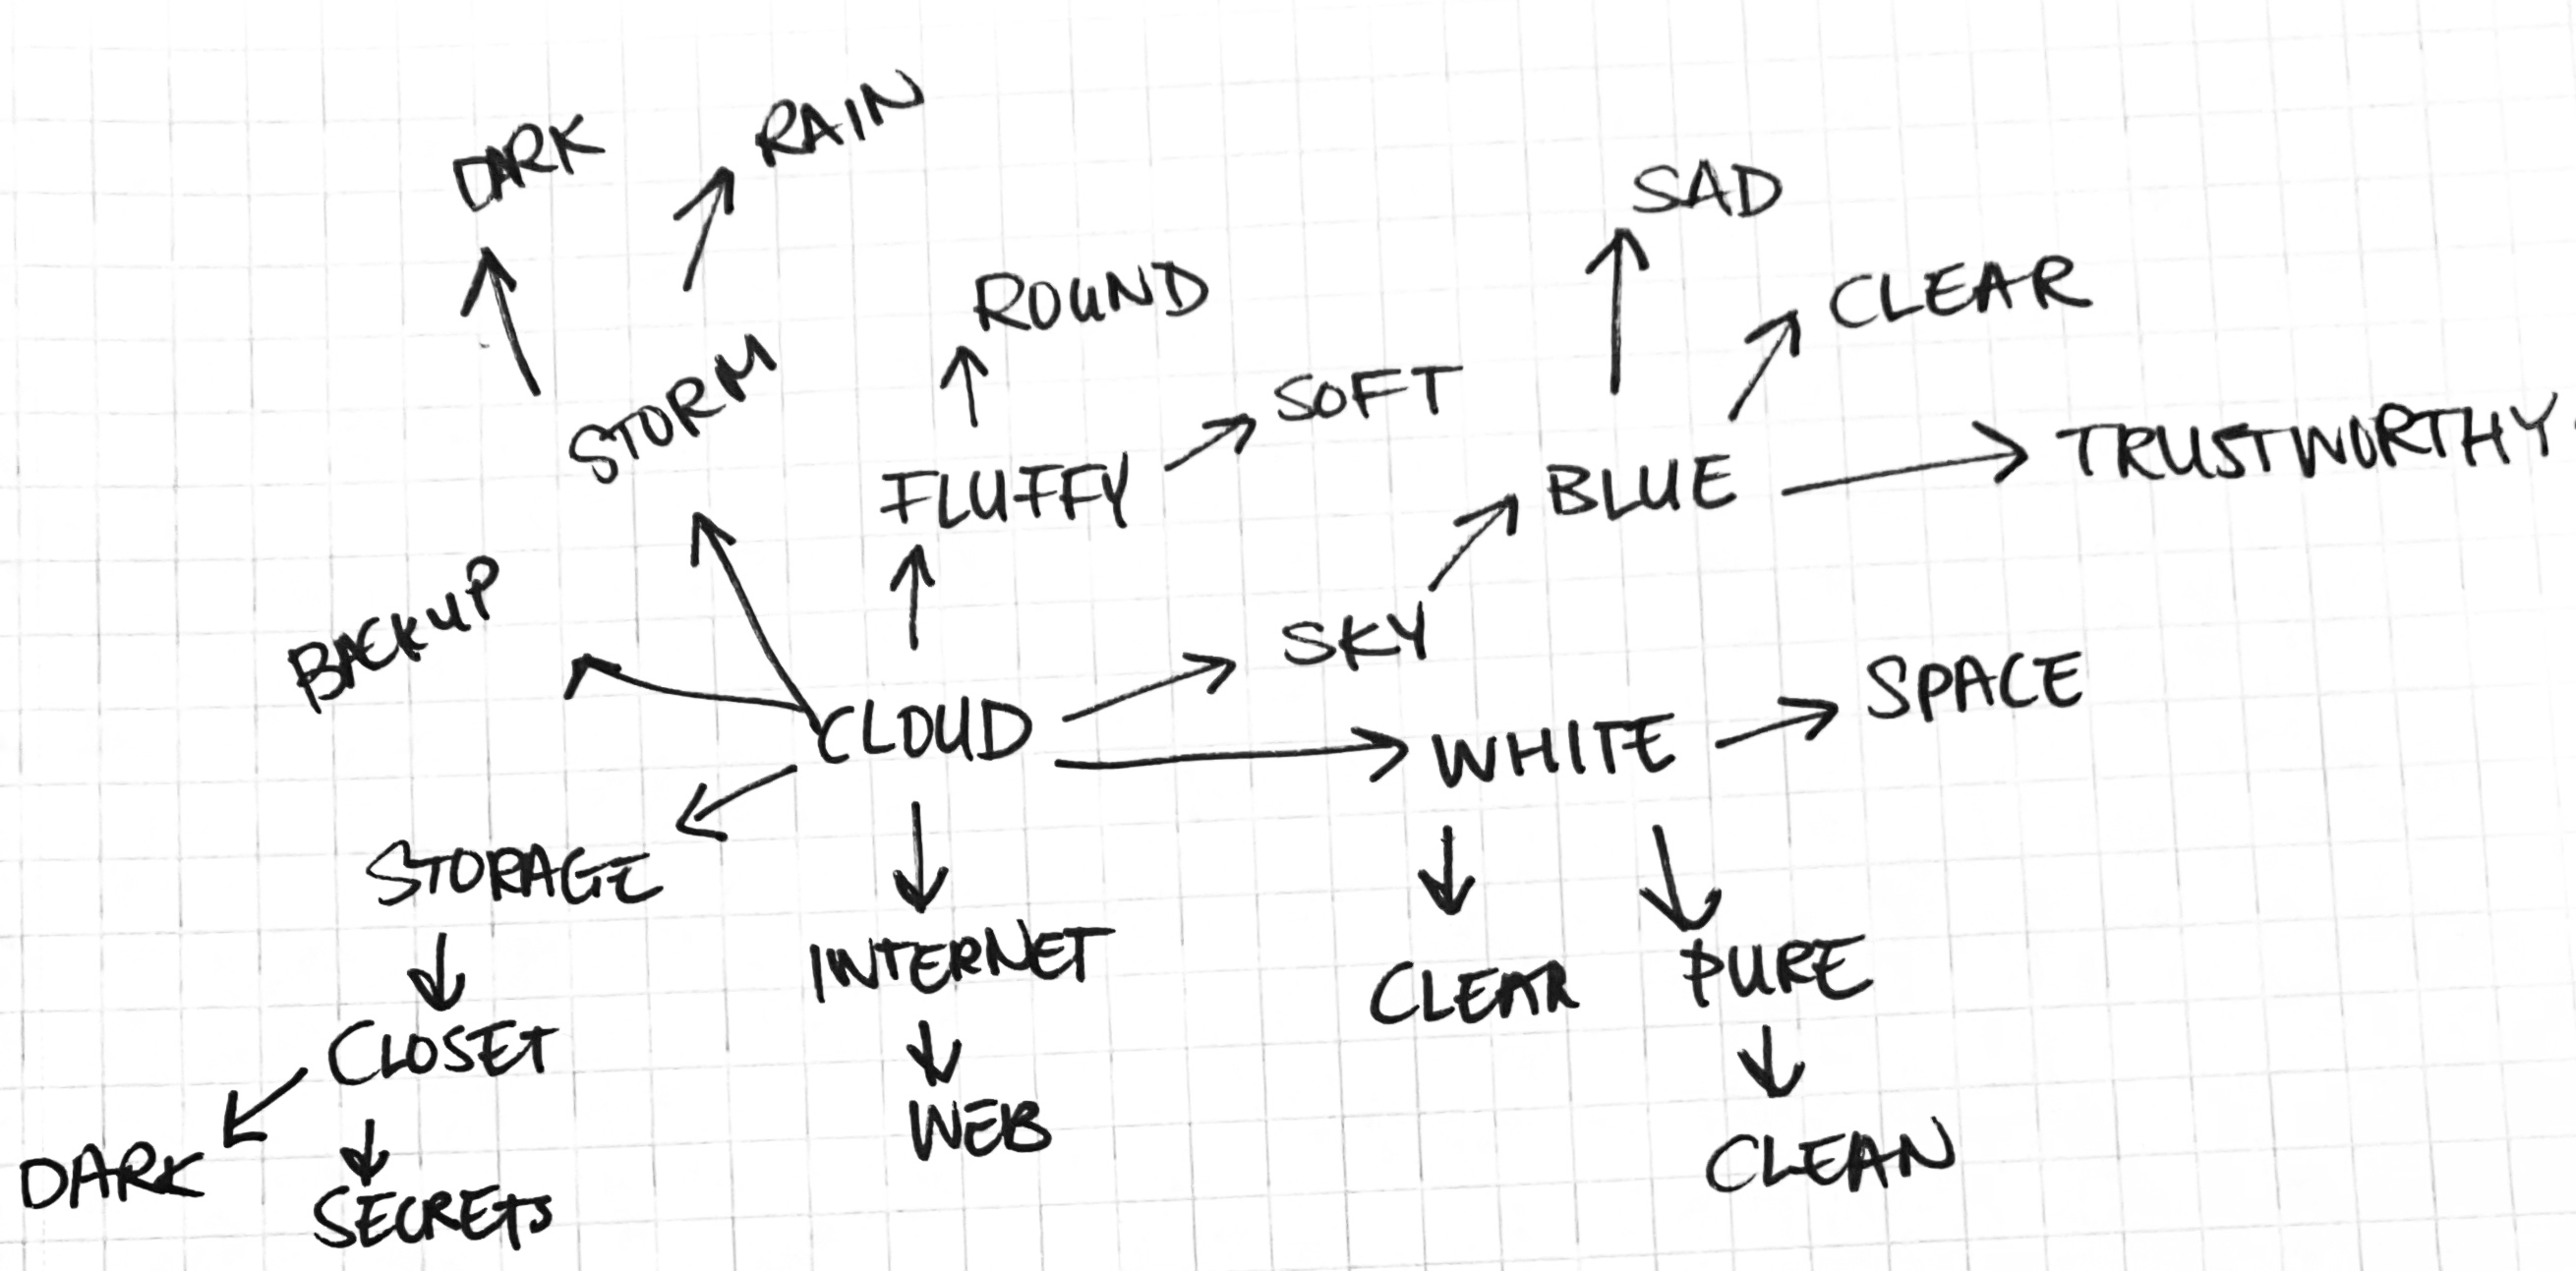 RAIN
DARK
SAD
ROUND
CLEAR
STORM
SOFT
FLUFFY
BLUE
TRUSTWORTHY
BACKUP
SKY
CLOUD
WHITE
SPACE
STORAGE
INTERNET
CLEAR
PURE
CLOSET
WEB
CLEAN
DARK
SECRETS